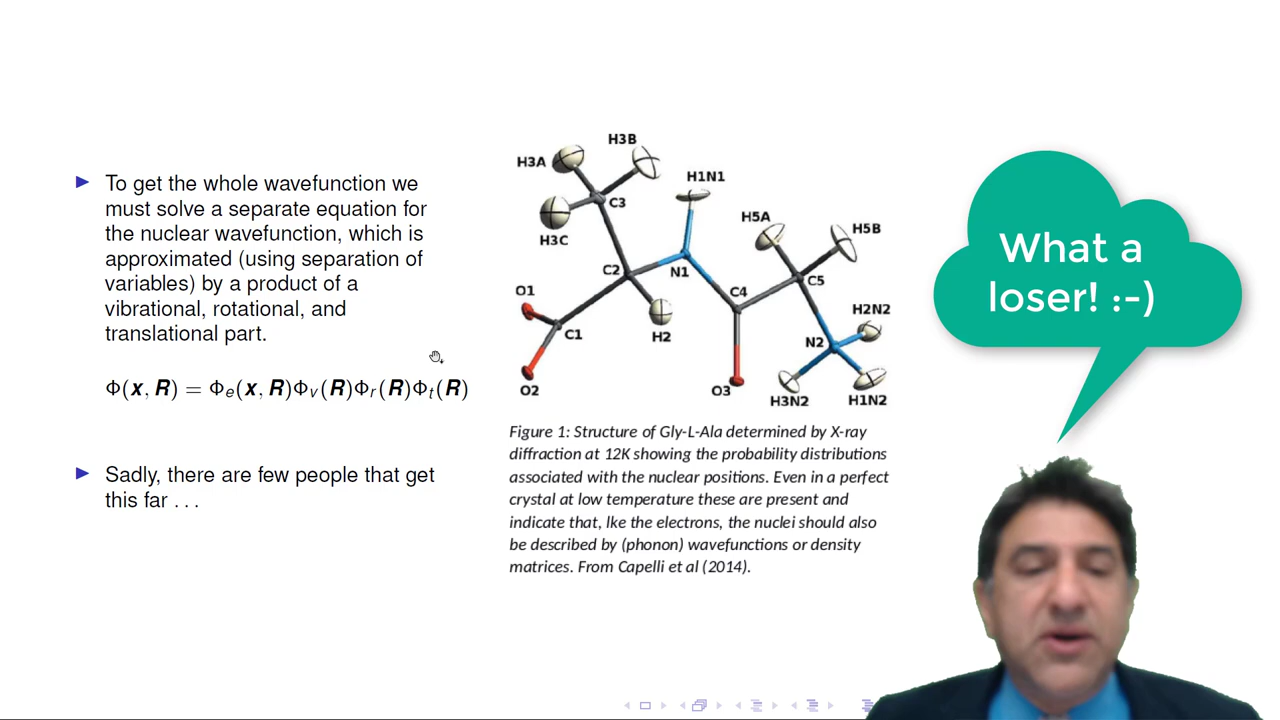 To get the whole wavefunction we
must solve a separate equation for
the nuclear wavefunction, which is
approximated (using separation of
variables) by a product of a
vibrational, rotational, and
translational part.
Φ(x, R) = Φe(x, R)Φv(R)Φr(R)Φt(R)
Sadly, there are few people that get
this far . . .
H3B
H3A
H1N1
C3
H3C
H5A
H5B
C2
N1
C5
O1
C4
H2N2
C1
H2
N2
O2
O3
H3N2
H1N2
Figure 1: Structure of Gly-L-Ala determined by X-ray
diffraction at 12K showing the probability distributions
associated with the nuclear positions. Even in a perfect
crystal at low temperature these are present and
indicate that, lke the electrons, the nuclei should also
be described by (phonon) wavefunctions or density
matrices. From Capelli et al (2014).
What a
loser! :-)